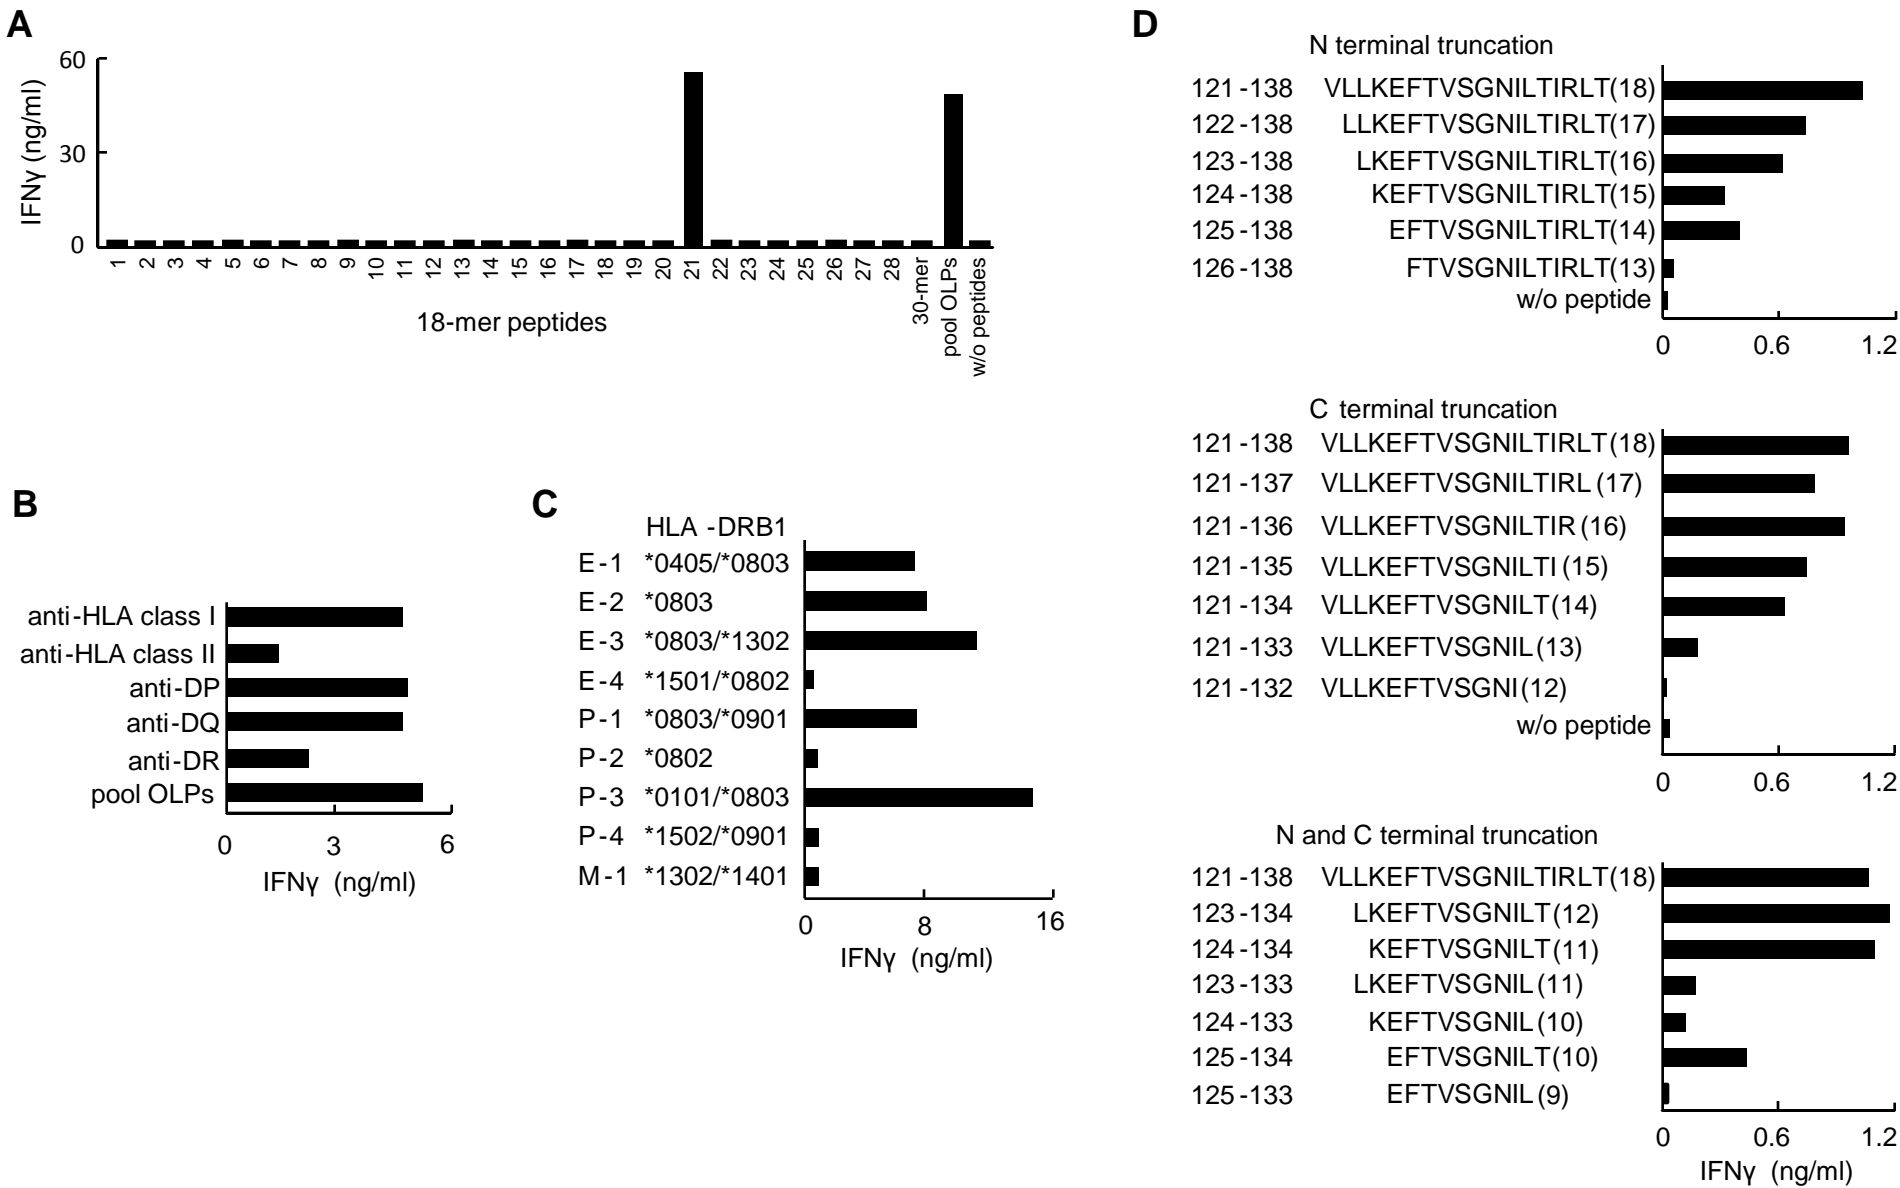 A
60
30
0
IFNγ (ng/ml)
1 2 3 4 5 6 7 8 9 10 11 12 13 14 15 16 17 18 19 20 21 22 23 24 25 26 27 28 30-mer pool OLPs w/o peptides
18-mer peptides
B
anti-HLA class I
anti-HLA class II
anti-DP
anti-DQ
anti-DR
pool OLPs
0 3 6
IFNγ (ng/ml)
C
HLA -DRB1
E-1 *0405/*0803
E-2 *0803
E-3 *0803/*1302
E-4 *1501/*0802
P-1 *0803/*0901
P-2 *0802
P-3 *0101/*0803
P-4 *1502/*0901
M-1 *1302/*1401
0 8 16
IFNγ (ng/ml)
D
N terminal truncation
121-138 VLLKEFTVSGNILTIRLT(18)
122-138 LLKEFTVSGNILTIRLT(17)
123-138 LKEFTVSGNILTIRLT(16)
124-138 KEFTVSGNILTIRLT(15)
125-138 EFTVSGNILTIRLT(14)
126-138 FTVSGNILTIRLT(13)
w/o peptide
0 0.6 1.2
C terminal truncation
121-138 VLLKEFTVSGNILTIRLT(18)
121-137 VLLKEFTVSGNILTIRL (17)
121-136 VLLKEFTVSGNILTIR (16)
121-135 VLLKEFTVSGNILTI (15)
121-134 VLLKEFTVSGNILT (14)
121-133 VLLKEFTVSGNIL (13)
121-132 VLLKEFTVSGNI (12)
w/o peptide
0 0.6 1.2
N and C terminal truncation
121-138 VLLKEFTVSGNILTIRLT(18)
123-134 LKEFTVSGNILT (12)
124-134 KEFTVSGNILT (11)
123-133 LKEFTVSGNIL (11)
124-133 KEFTVSGNIL (10)
125-134 EFTVSGNILT (10)
125-133 EFTVSGNIL (9)
0 0.6 1.2
IFNγ (ng/ml)